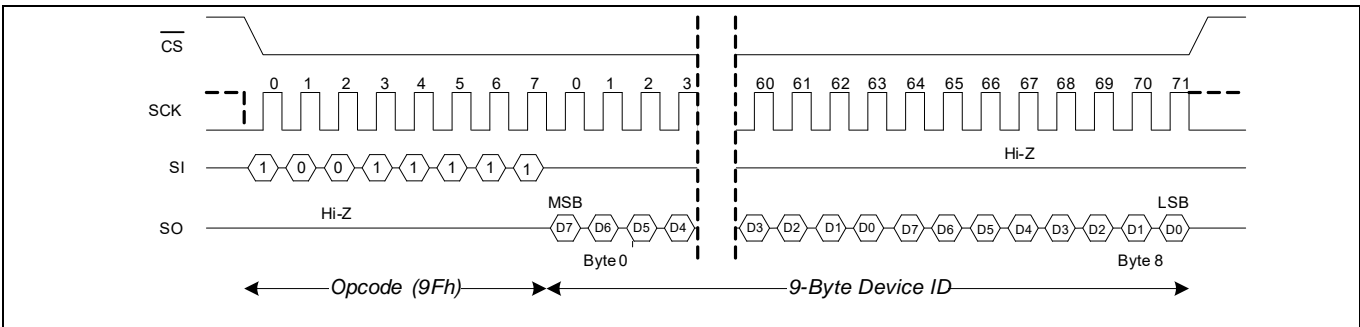 CS
0 1 2 3 4 5 6 7 0 1 2 3 60 61 62 63 64 65 66 67 68 69 70 71
SCK
Hi-Z
SI 1 0 0 1 1 1 1 1
MSB LSB
Hi-Z
SO D7 D6 D5 D4 D3 D2 D1 D0 D7 D6 D5 D4 D3 D2 D1 D0
Byte 0 Byte 8
Opcode (9Fh) 9-Byte Device ID